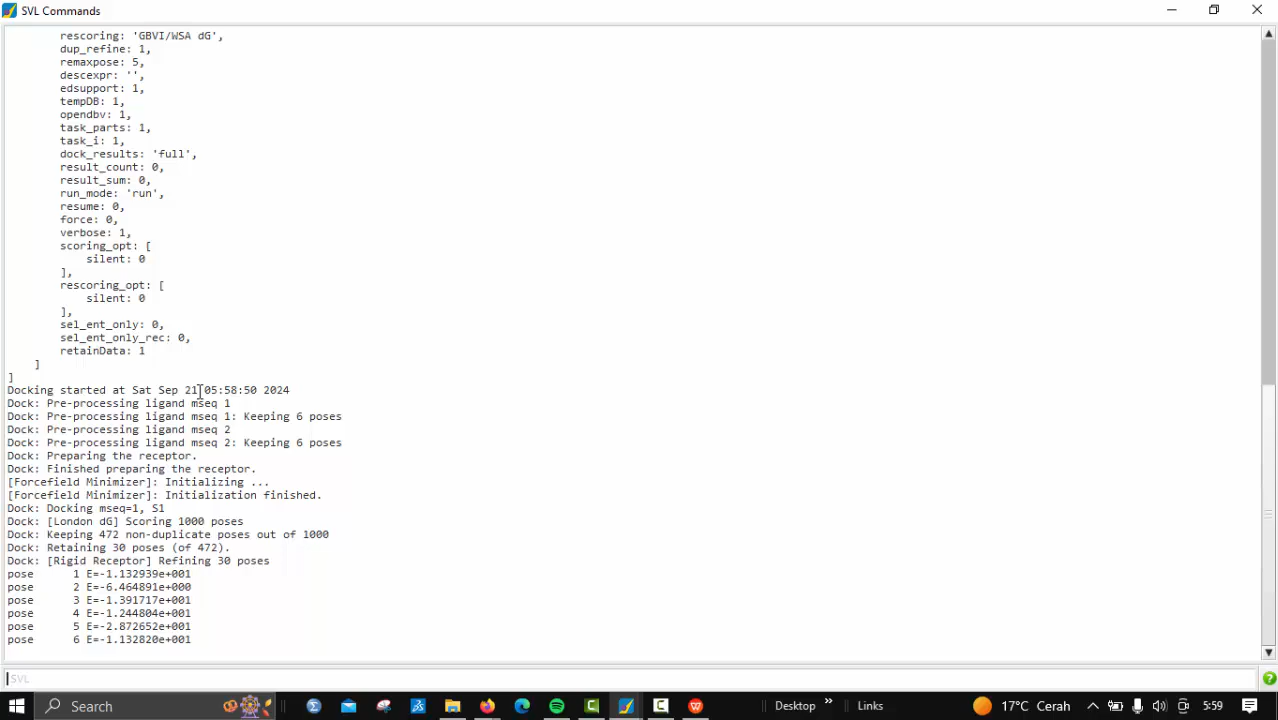 SVL Commands
rescoring: 'GBVI/WSA dG',
dup_refine: 1,
remaxpose: 5,
descexpr: '',
edsupport: 1,
tempDB: 1,
opendbv: 1,
task_parts: 1,
task_i: 1,
dock_results: 'full',
result_count: 0,
result_sum: 0,
run_mode: 'run',
resume: 0,
force: 0,
verbose: 1,
scoring_opt: [
silent: 0
],
rescoring_opt: [
silent: 0
],
sel_ent_only: 0,
sel_ent_only_rec: 0,
retainData: 1
]
]
Docking started at Sat Sep 21 05:58:50 2024
Dock: Pre-processing ligand mseq 1
Dock: Pre-processing ligand mseq 1: Keeping 6 poses
Dock: Pre-processing ligand mseq 2
Dock: Pre-processing ligand mseq 2: Keeping 6 poses
Dock: Preparing the receptor.
Dock: Finished preparing the receptor.
[Forcefield Minimizer]: Initializing ...
[Forcefield Minimizer]: Initialization finished.
Dock: Docking mseq=1, S1
Dock: [London dG] Scoring 1000 poses
Dock: Keeping 472 non-duplicate poses out of 1000
Dock: Retaining 30 poses (of 472).
Dock: [Rigid Receptor] Refining 30 poses
pose 1 E=-1.132939e+001
pose 2 E=-6.464891e+000
pose 3 E=-1.391717e+001
pose 4 E=-1.244804e+001
pose 5 E=-2.872652e+001
pose 6 E=-1.132820e+001
SVL
Search Desktop Links 17°C Cerah 5:59